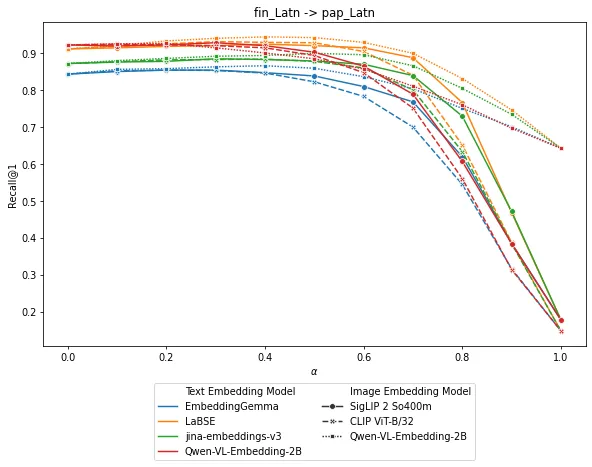 fin_Latn -> pap_Latn
Recall@1
0.9
0.8
0.7
0.6
0.5
0.4
0.3
0.2
0.0 0.2 0.4 0.6 0.8 1.0
α
Text Embedding Model Image Embedding Model
EmbeddingGemma SigLIP 2 So400m
LaBSE CLIP ViT-B/32
jina-embeddings-v3 Qwen-VL-Embedding-2B
Qwen-VL-Embedding-2B